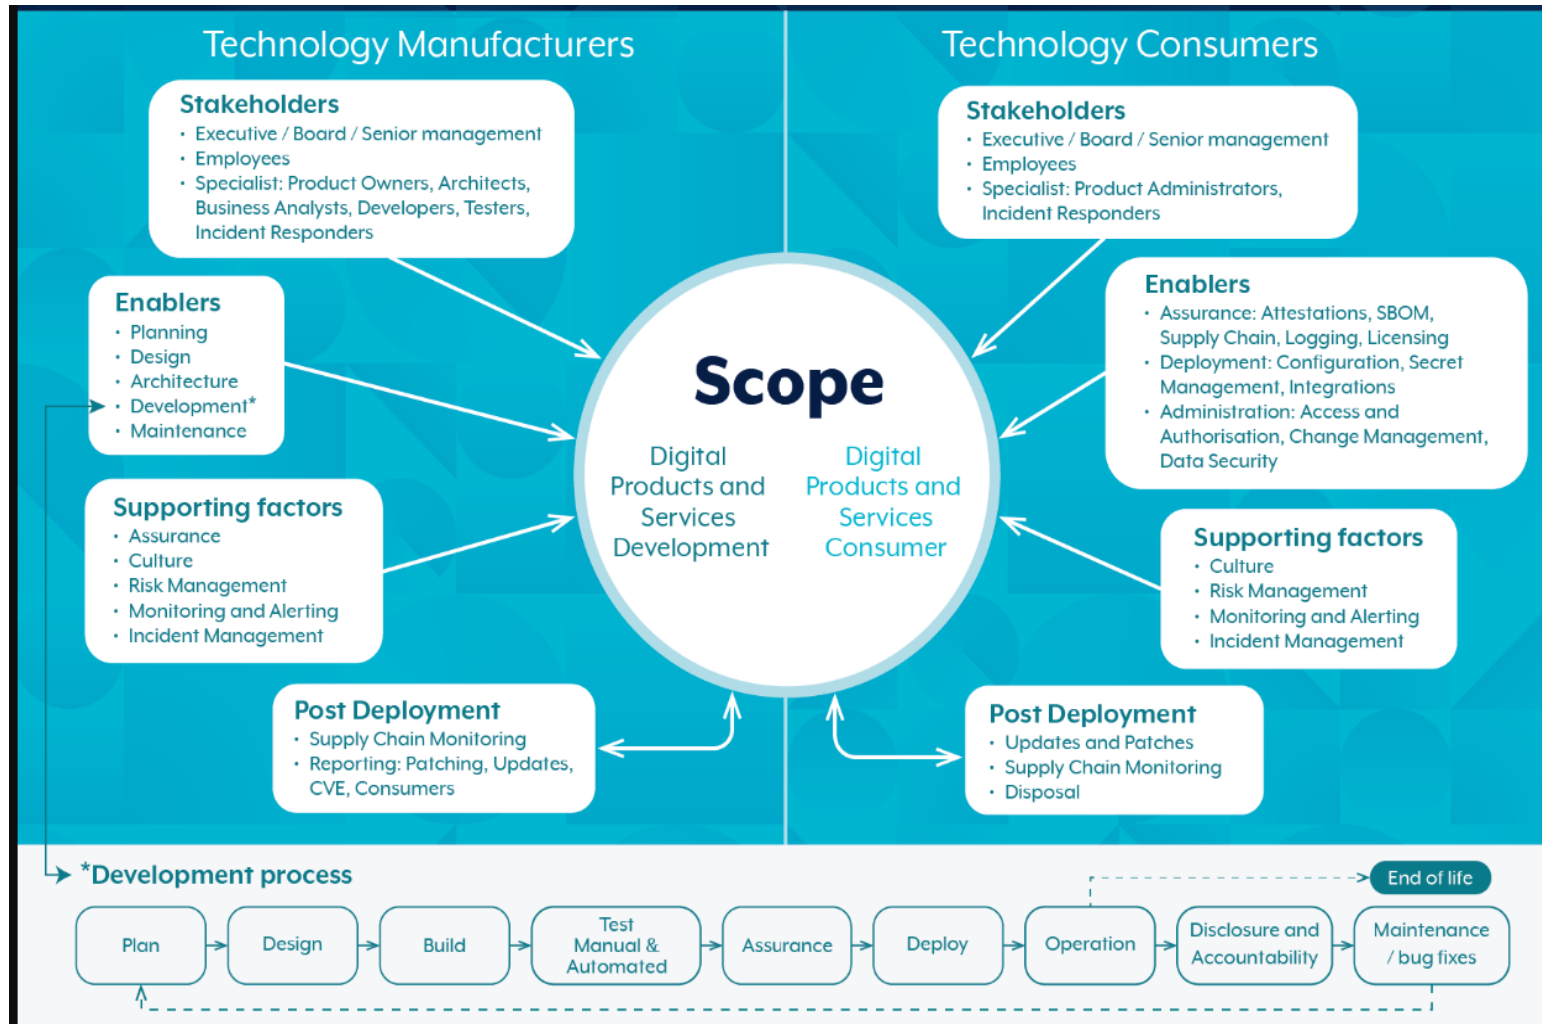 Technology Manufacturers
Stakeholders
· Executive / Board / Senior management
· Employees
· Specialist: Product Owners, Architects,
Business Analysts, Developers, Testers,
Incident Responders
Enablers
· Planning
· Design
· Architecture
· Development*
· Maintenance
Supporting factors
· Assurance
· Culture
· Risk Management
· Monitoring and Alerting
· Incident Management
Post Deployment
· Supply Chain Monitoring
· Reporting: Patching, Updates,
CVE, Consumers
Scope
Digital
Products and
Services
Development
Digital
Products and
Services
Consumer
Technology Consumers
Stakeholders
· Executive / Board / Senior management
· Employees
· Specialist: Product Administrators,
Incident Responders
Enablers
· Assurance: Attestations, SBOM,
Supply Chain, Logging, Licensing
· Deployment: Configuration, Secret
Management, Integrations
· Administration: Access and
Authorisation, Change Management,
Data Security
Supporting factors
· Culture
· Risk Management
· Monitoring and Alerting
· Incident Management
Post Deployment
· Updates and Patches
· Supply Chain Monitoring
· Disposal
*Development process
End of life
Plan
Design
Build
Test
Manual &
Automated
Assurance
Deploy
Operation
Disclosure and
Accountability
Maintenance
/ bug fixes